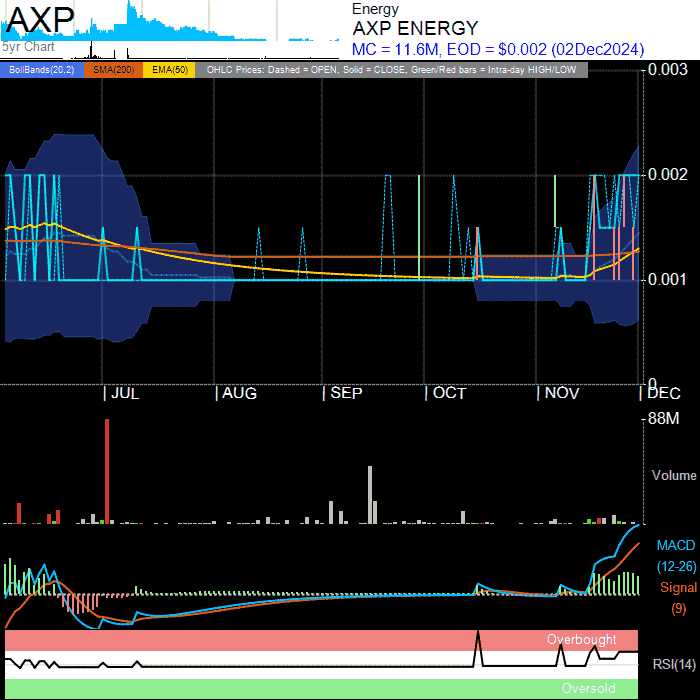 AXP
5yr Chart
Energy
AXP ENERGY
MC = 11.6M, EOD = $0.002 (02Dec2024)
BollBands(20,2) SMA(200) EMA(50) OHLC Prices: Dashed = OPEN, Solid = CLOSE, Green/Red bars = Intra-day HIGH/LOW
0.003
0.002
0.001
0
JUL AUG SEP OCT NOV DEC
88M
Volume
MACD
(12-26)
Signal
(9)
Overbought
RSI(14)
Oversold